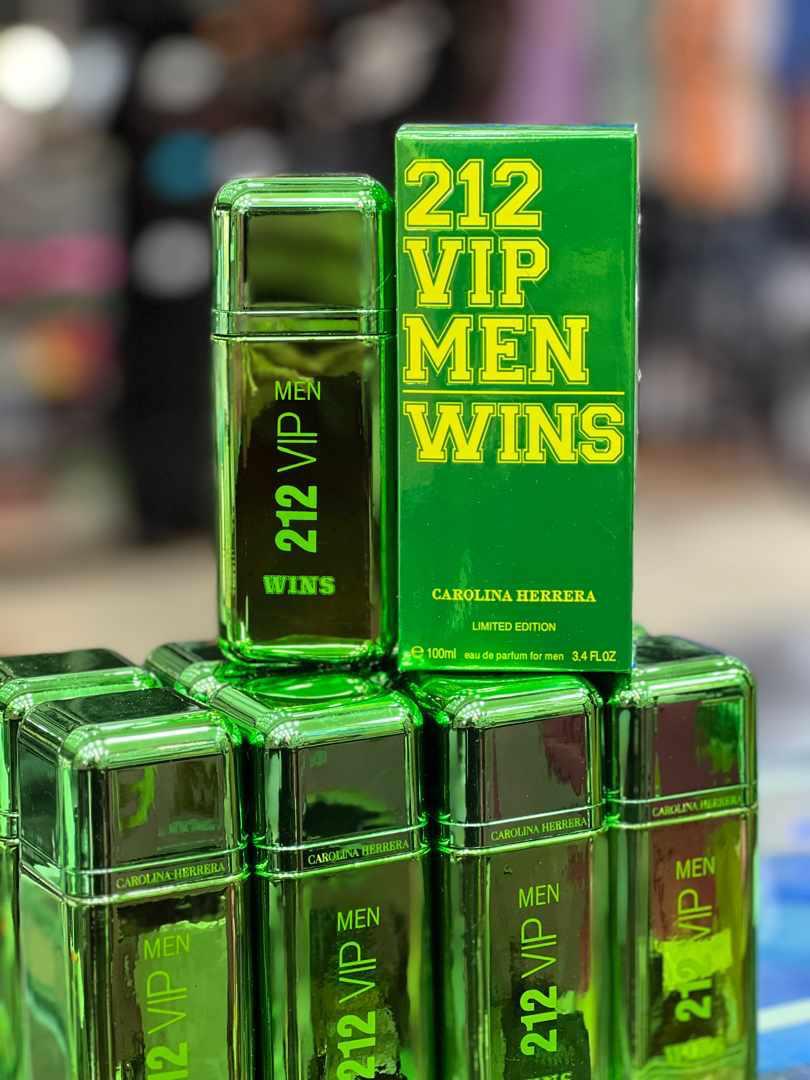 212
VIP
MEN
WINS
CAROLINA HERRERA
LIMITED EDITION
e 100ml eau de parfum for men 3.4 FL.OZ
212 VIP MEN
WINS
CAROLINA HERRERA
212 VIP MEN
CAROLINA HERRERA
212 VIP MEN
CAROLINA HERRERA
212 VIP MEN
WINS
CAROLINA HERRERA
212 VIP MEN
WINS